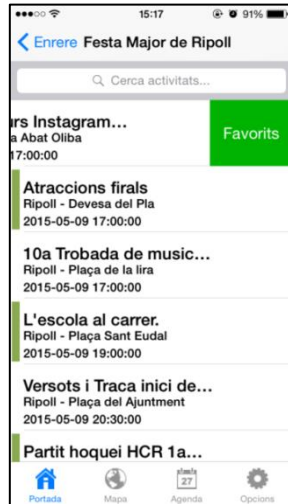 15:17 91%
Enrere Festa Major de Ripoll
Cerca activitats...
rs Instagram...
a Abat Oliba
17:00:00
Favorits
Atraccions firals
Ripoll - Devesa del Pla
2015-05-09 17:00:00
10a Trobada de music...
Ripoll - Plaça de la lira
2015-05-09 17:00:00
L'escola al carrer.
Ripoll - Plaça Sant Eudal
2015-05-09 19:00:00
Versots i Traca inici de...
Ripoll - Plaça del Ajuntment
2015-05-09 20:30:00
Partit hoquei HCR 1a...
27
Portada Mapa Agenda Opcions